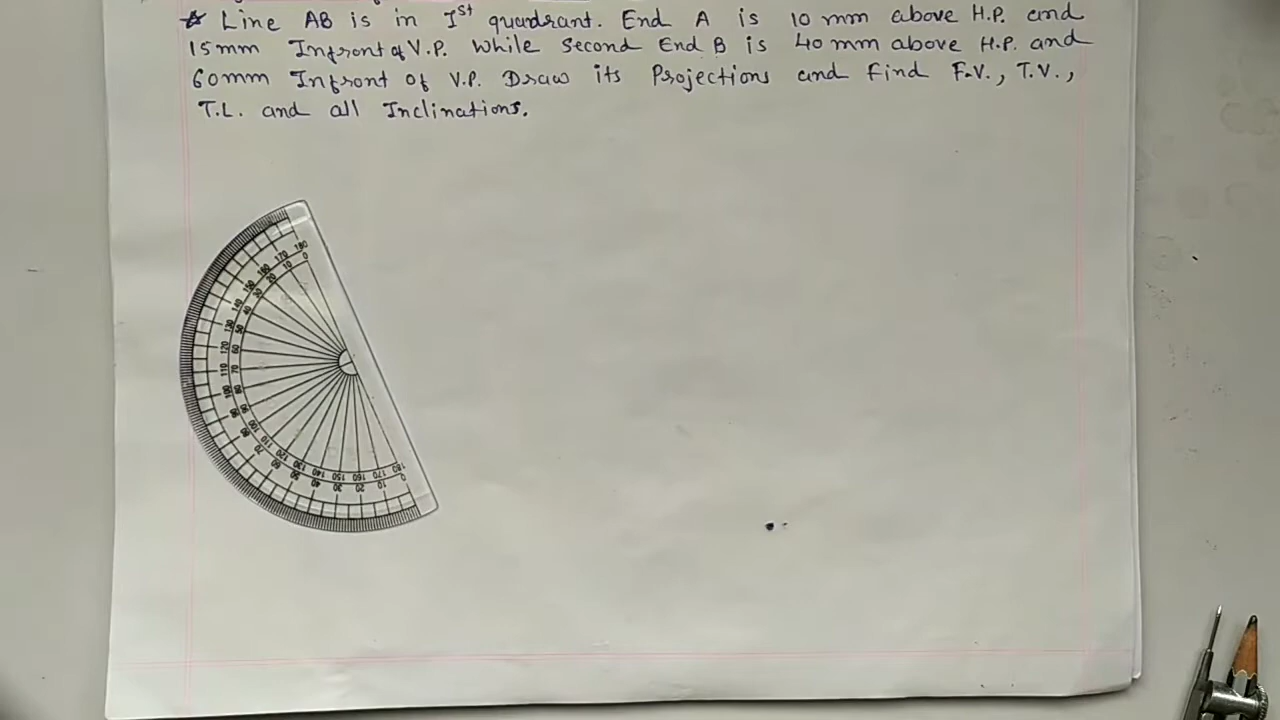 * Line AB is in Ist quadrant. End A is 10 mm above H.P. and
15mm Infront of V.P. While Second End B is 40 mm above H.P. and
60mm Infront of V.P. Draw its Projections and find F.V., T.V.,
T.L. and all Inclinations.